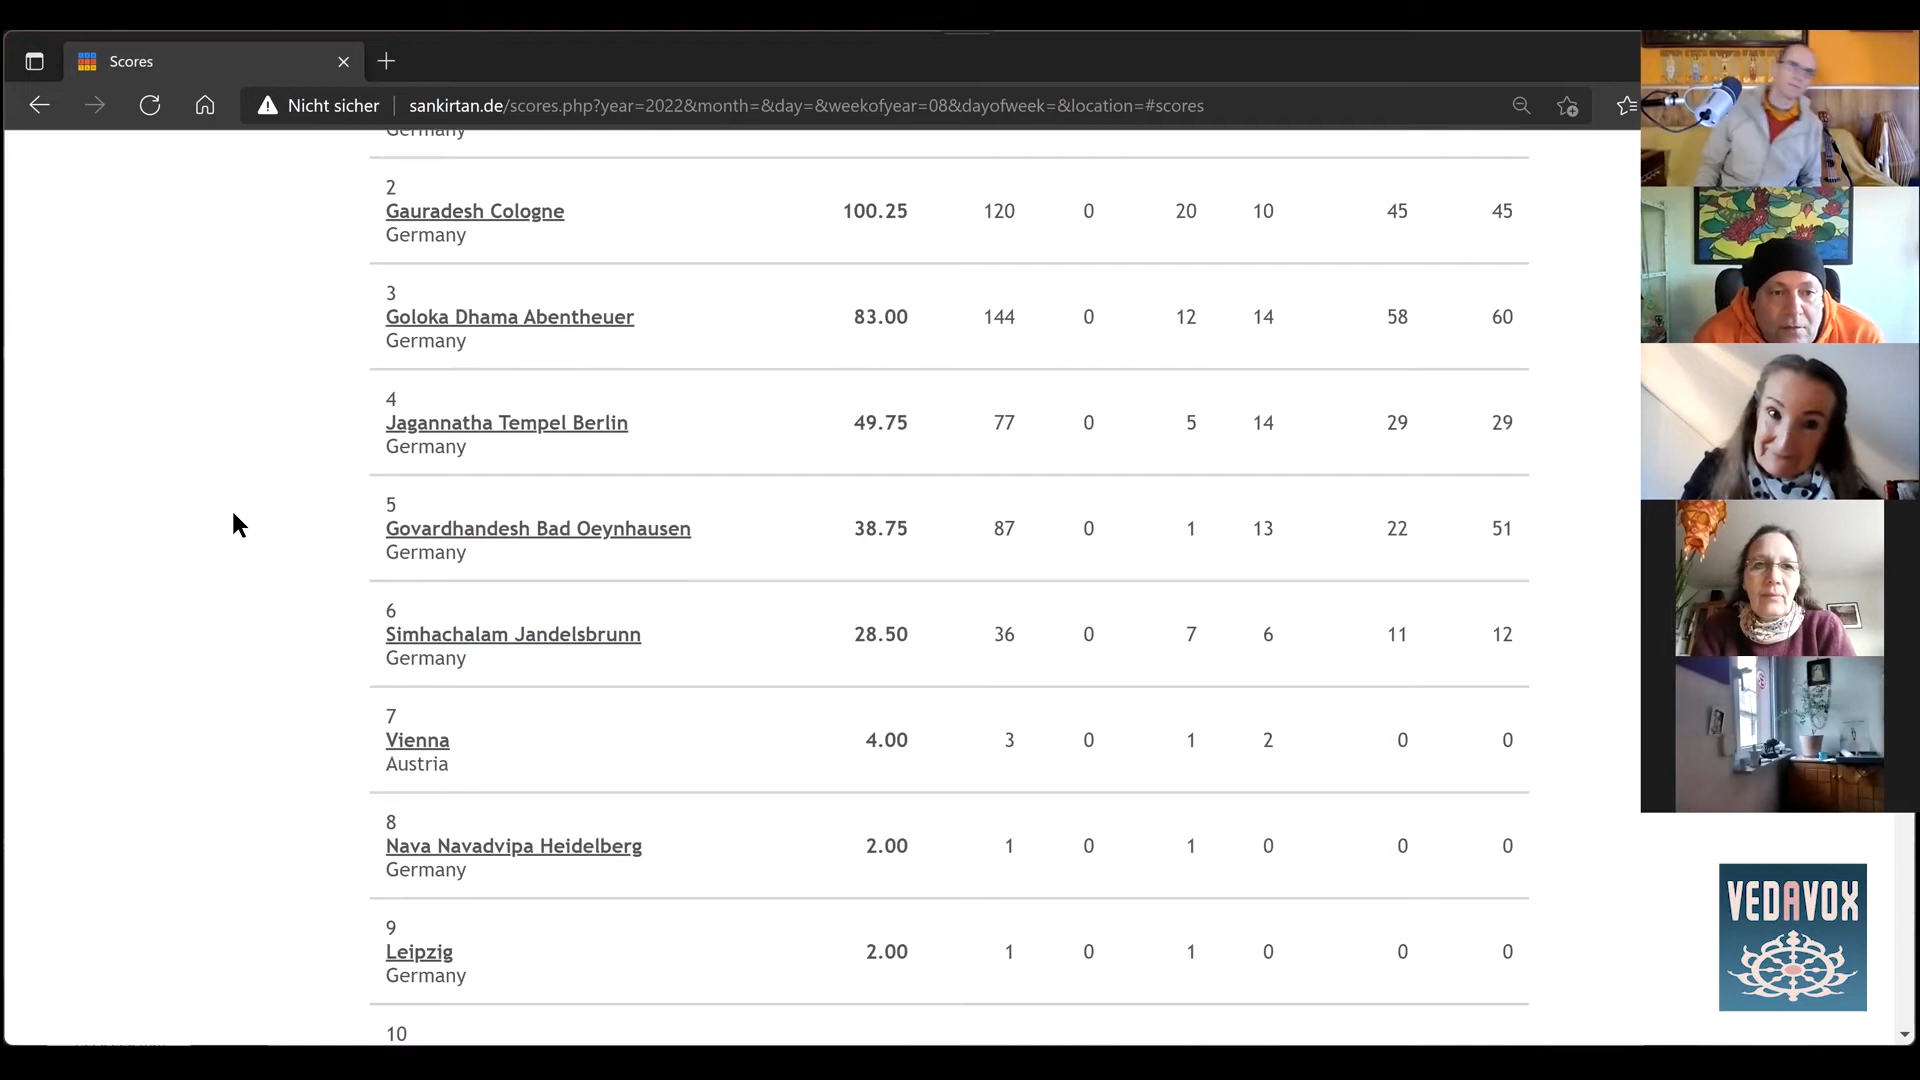 Scores
Nicht sicher
sankirtan.de/scores.php?year=2022&month=&day=&weekofyear=08&dayofweek=&location=#scores
Germany
2
Gauradesh Cologne 100.25 120 0 20 10 45 45
Germany
3
Goloka Dhama Abentheuer 83.00 144 0 12 14 58 60
Germany
4
Jagannatha Tempel Berlin 49.75 77 0 5 14 29 29
Germany
5
Govardhandesh Bad Oeynhausen 38.75 87 0 1 13 22 51
Germany
6
Simhachalam Jandelsbrunn 28.50 36 0 7 6 11 12
Germany
7
Vienna 4.00 3 0 1 2 0 0
Austria
8
Nava Navadvipa Heidelberg 2.00 1 0 1 0 0 0
Germany
9
Leipzig 2.00 1 0 1 0 0 0
Germany
10
VEDAVOX